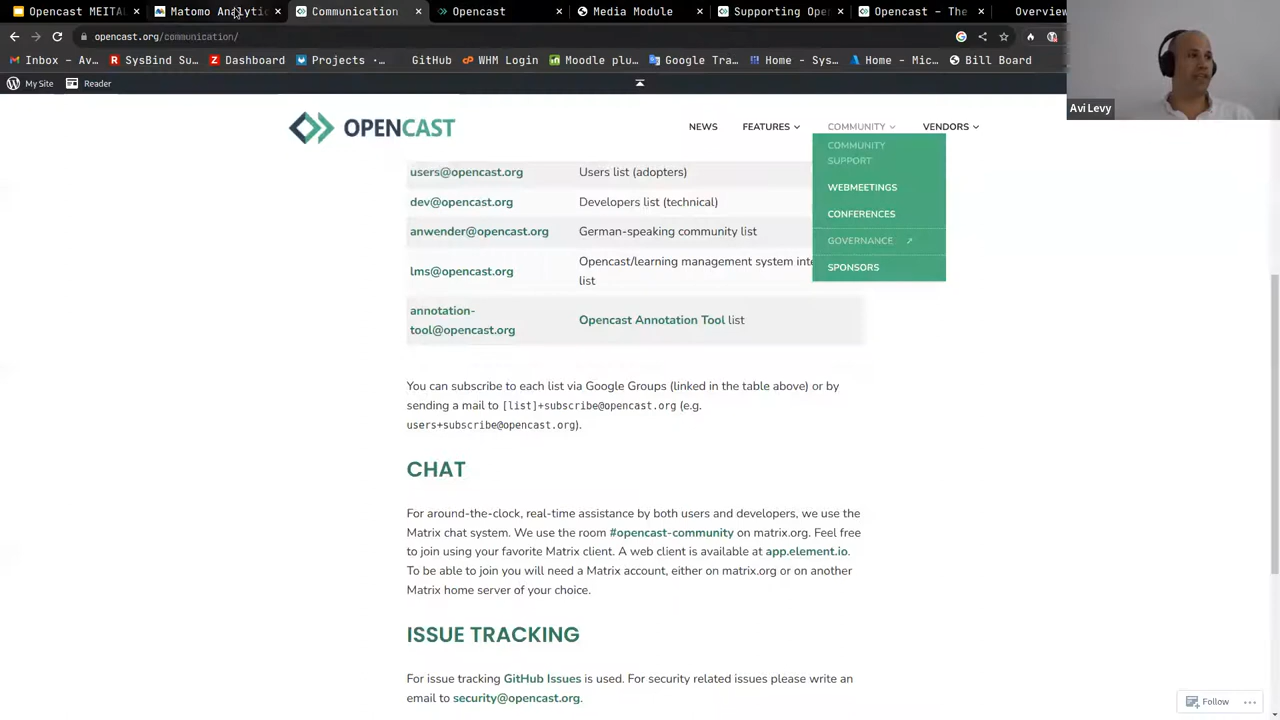 Opencast MEITAL
Matomo Analytic
Communication
Opencast
Media Module
Supporting Open
Opencast – The
Overview
opencast.org/communication/
Inbox - Av…
SysBind Su…
Dashboard
Projects · …
GitHub
WHM Login
Moodle plu…
Google Tra…
Home - Sys…
Home - Mic…
Bill Board
My Site
Reader
Avi Levy
OPENCAST
NEWS
FEATURES
COMMUNITY
VENDORS
COMMUNITY
SUPPORT
WEBMEETINGS
CONFERENCES
GOVERNANCE
SPONSORS
users@opencast.org Users list (adopters)
dev@opencast.org Developers list (technical)
anwender@opencast.org German-speaking community list
lms@opencast.org Opencast/learning management system inte
list
annotation-
tool@opencast.org Opencast Annotation Tool list
You can subscribe to each list via Google Groups (linked in the table above) or by
sending a mail to [list]+subscribe@opencast.org (e.g.
users+subscribe@opencast.org).
CHAT
For around-the-clock, real-time assistance by both users and developers, we use the
Matrix chat system. We use the room #opencast-community on matrix.org. Feel free
to join using your favorite Matrix client. A web client is available at app.element.io.
To be able to join you will need a Matrix account, either on matrix.org or on another
Matrix home server of your choice.
ISSUE TRACKING
For issue tracking GitHub Issues is used. For security related issues please write an
email to security@opencast.org.
Follow